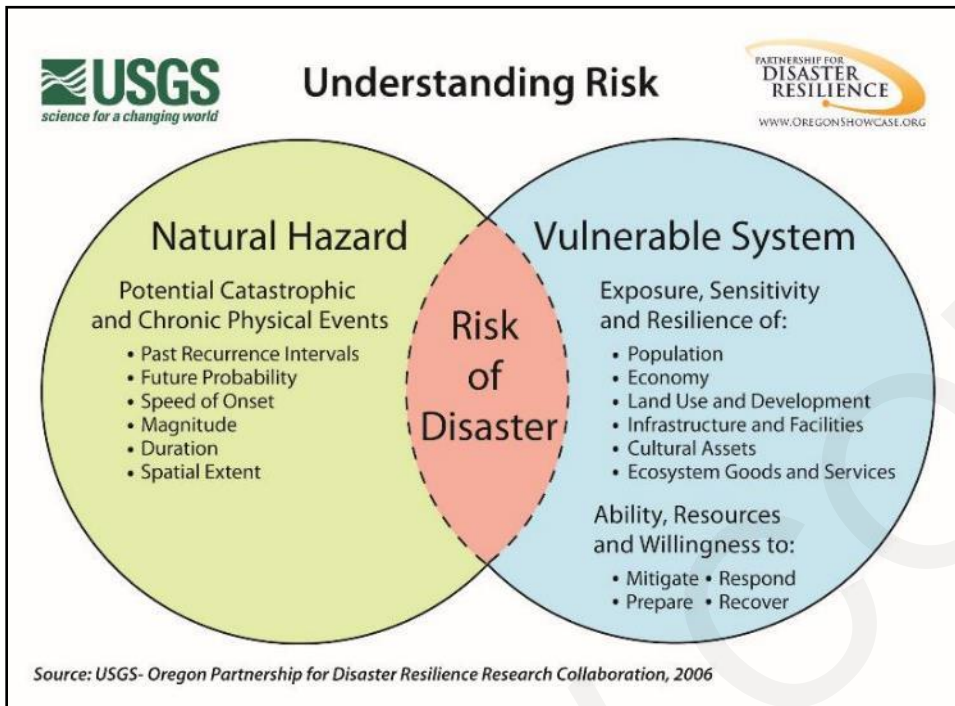 USGS
science for a changing world
Understanding Risk
PARTNERSHIP FOR
DISASTER
RESILIENCE
WWW.OREGONSHOWCASE.ORG
Natural Hazard
Potential Catastrophic
and Chronic Physical Events
• Past Recurrence Intervals
• Future Probability
• Speed of Onset
• Magnitude
• Duration
• Spatial Extent
Risk
of
Disaster
Vulnerable System
Exposure, Sensitivity
and Resilience of:
• Population
• Economy
• Land Use and Development
• Infrastructure and Facilities
• Cultural Assets
• Ecosystem Goods and Services
Ability, Resources
and Willingness to:
• Mitigate • Respond
• Prepare • Recover
Source: USGS- Oregon Partnership for Disaster Resilience Research Collaboration, 2006